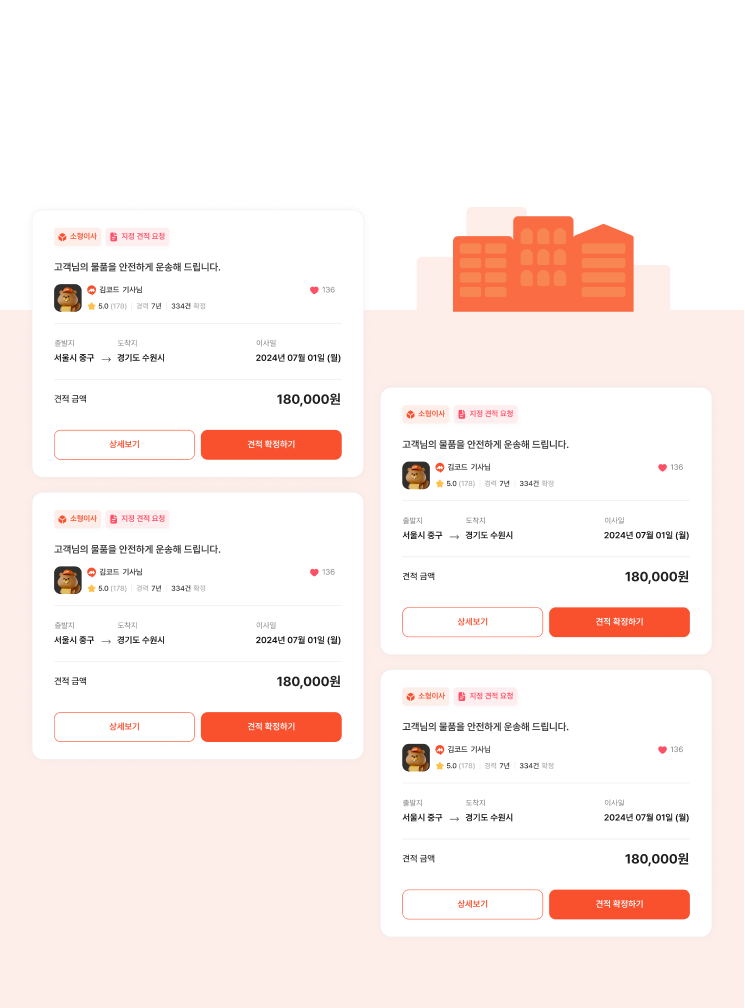 소형이사 지정 견적 요청
고객님의 물품을 안전하게 운송해 드립니다.
김코드 기사님 136
5.0 (178) 경력 7년 334건 확정
출발지 도착지 이사일
서울시 중구 → 경기도 수원시 2024년 07월 01일 (월)
견적 금액 180,000원
상세보기 견적 확정하기
소형이사 지정 견적 요청
고객님의 물품을 안전하게 운송해 드립니다.
김코드 기사님 136
5.0 (178) 경력 7년 334건 확정
출발지 도착지 이사일
서울시 중구 → 경기도 수원시 2024년 07월 01일 (월)
견적 금액 180,000원
상세보기 견적 확정하기
소형이사 지정 견적 요청
고객님의 물품을 안전하게 운송해 드립니다.
김코드 기사님 136
5.0 (178) 경력 7년 334건 확정
출발지 도착지 이사일
서울시 중구 → 경기도 수원시 2024년 07월 01일 (월)
견적 금액 180,000원
상세보기 견적 확정하기
소형이사 지정 견적 요청
고객님의 물품을 안전하게 운송해 드립니다.
김코드 기사님 136
5.0 (178) 경력 7년 334건 확정
출발지 도착지 이사일
서울시 중구 → 경기도 수원시 2024년 07월 01일 (월)
견적 금액 180,000원
상세보기 견적 확정하기